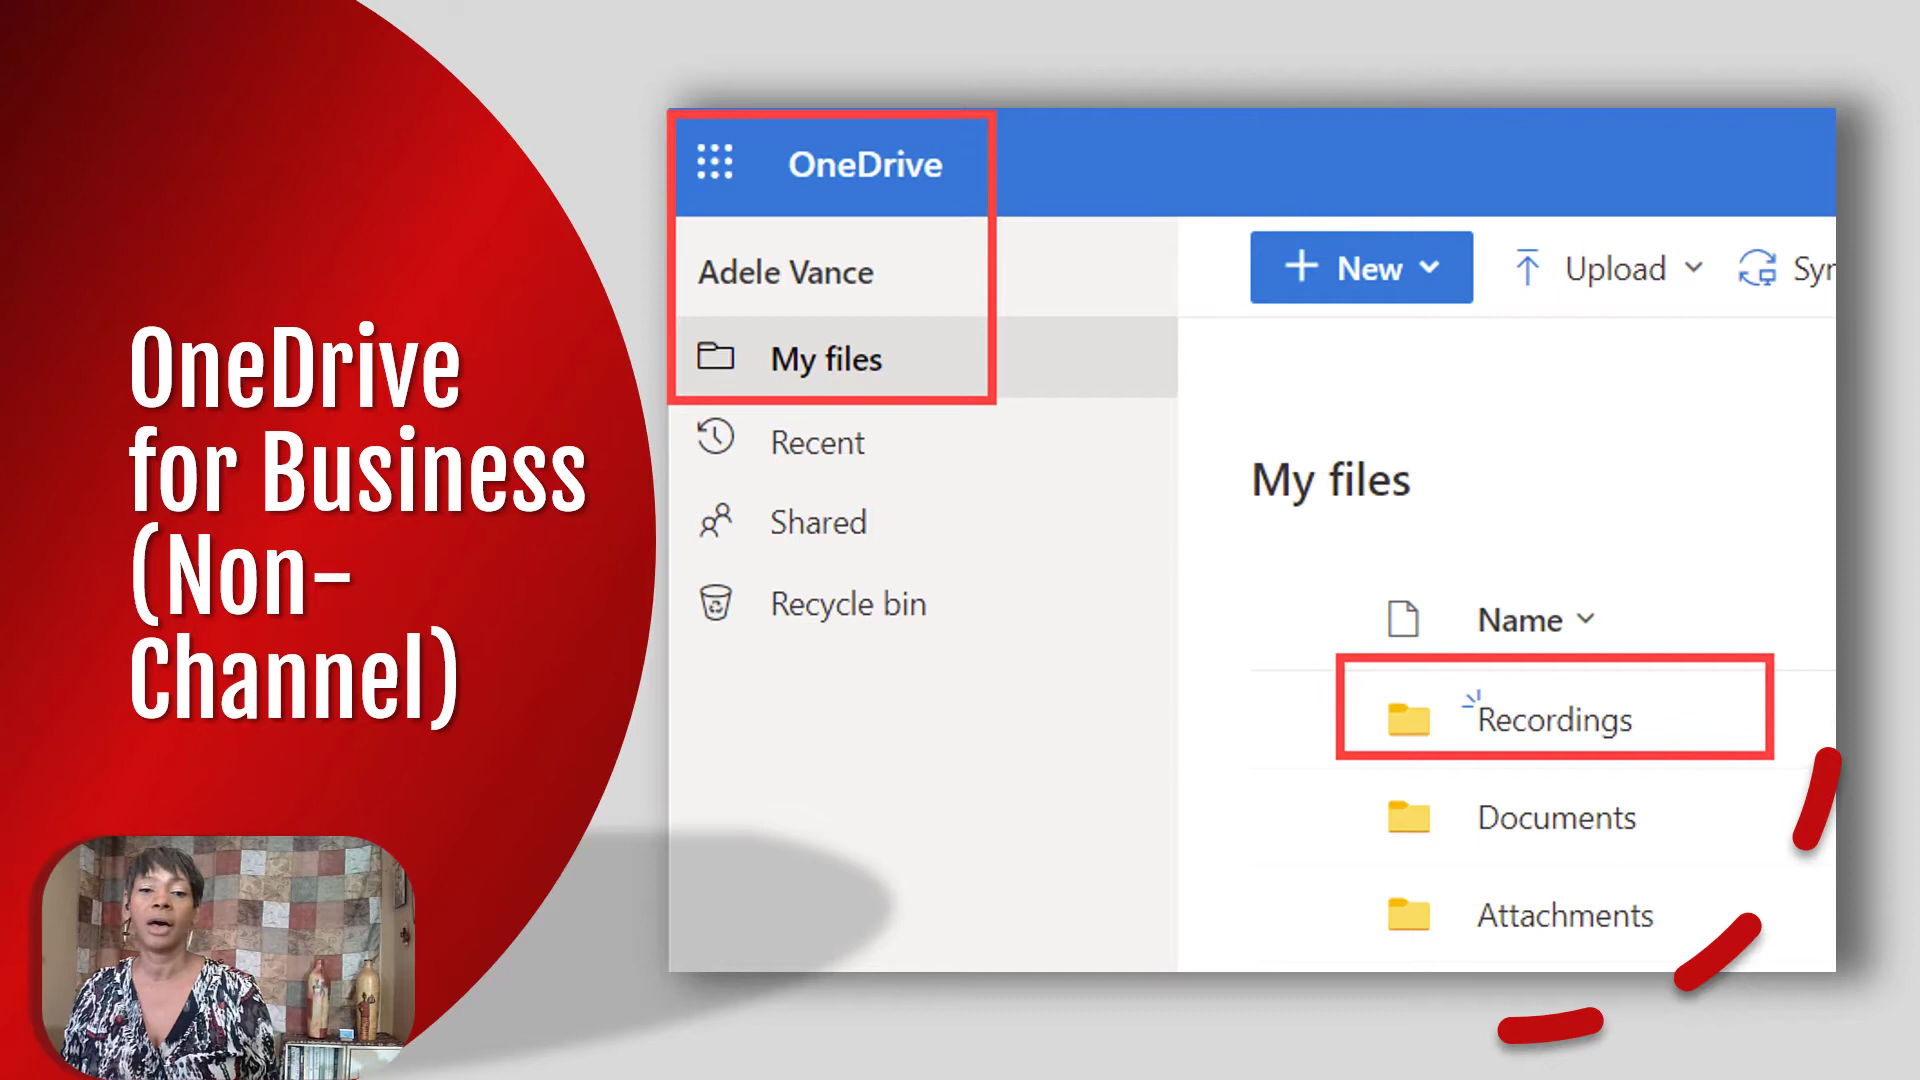 OneDrive
for Business
(Non-
Channel)
OneDrive
Adele Vance
My files
Recent
Shared
Recycle bin
New
Upload
Syn
My files
Name
Recordings
Documents
Attachments